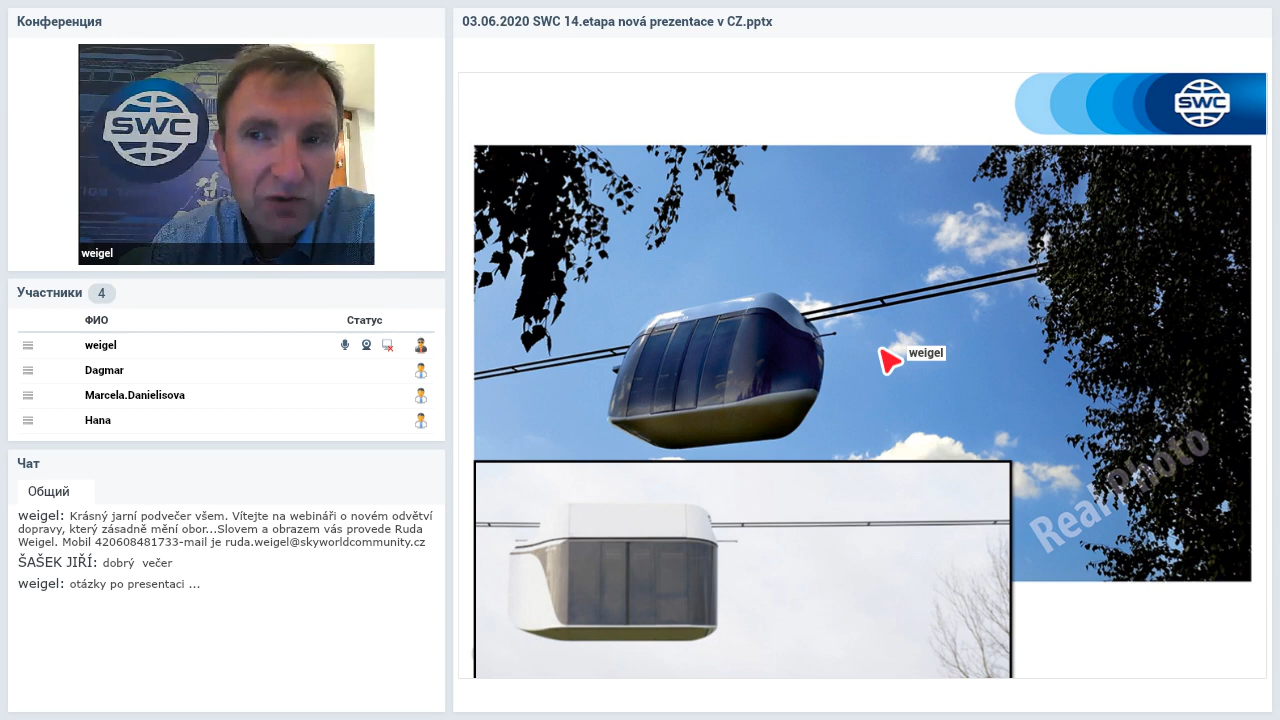 Конференция
SWC
weigel
Участники 4
ФИО Статус
weigel
Dagmar
Marcela.Danielisova
Hana
Чат
Общий
weigel: Krásný jarní podvečer všem. Vítejte na webináři o novém odvětví
dopravy, který zásadně mění obor...Slovem a obrazem vás provede Ruda
Weigel. Mobil 420608481733-mail je ruda.weigel@skyworldcommunity.cz
ŠAŠEK JIŘÍ: dobrý večer
weigel: otázky po presentaci ...
03.06.2020 SWC 14.etapa nová prezentace v CZ.pptx
SWC
weigel
Real Photo